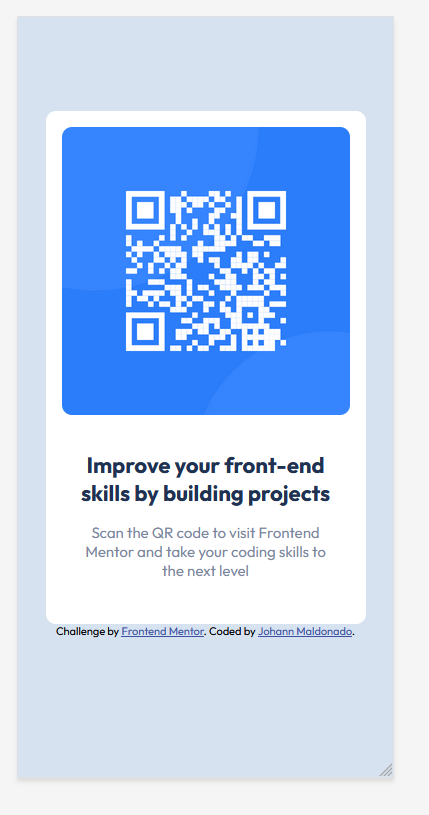 Improve your front-end
skills by building projects
Scan the QR code to visit Frontend
Mentor and take your coding skills to
the next level
Challenge by Frontend Mentor. Coded by Johann Maldonado.